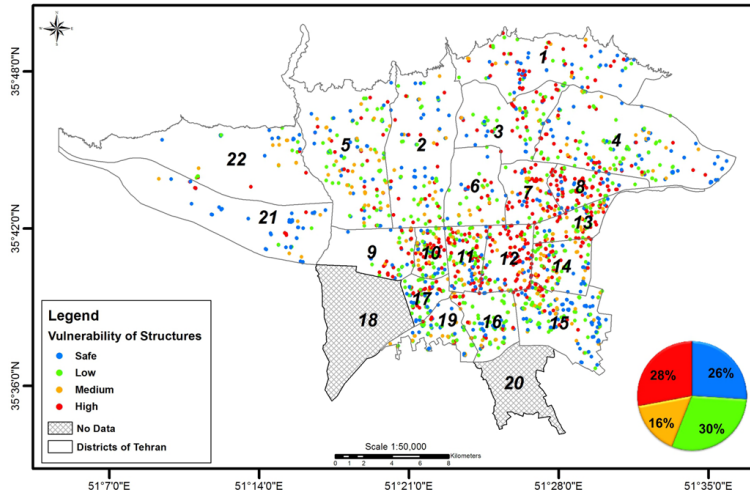 N
35°48'0"N
35°42'0"N
35°36'0"N
1
2
3
4
5
6
7
8
22
21
13
9
10
11
12
14
17
18
19
16
15
20
Legend
Vulnerability of Structures
Safe
Low
Medium
High
No Data
Districts of Tehran
28%
26%
16%
30%
Scale 1:50,000
0 1 2 4 6 8 Kilometers
51°7'0"E 51°14'0"E 51°21'0"E 51°28'0"E 51°35'0"E